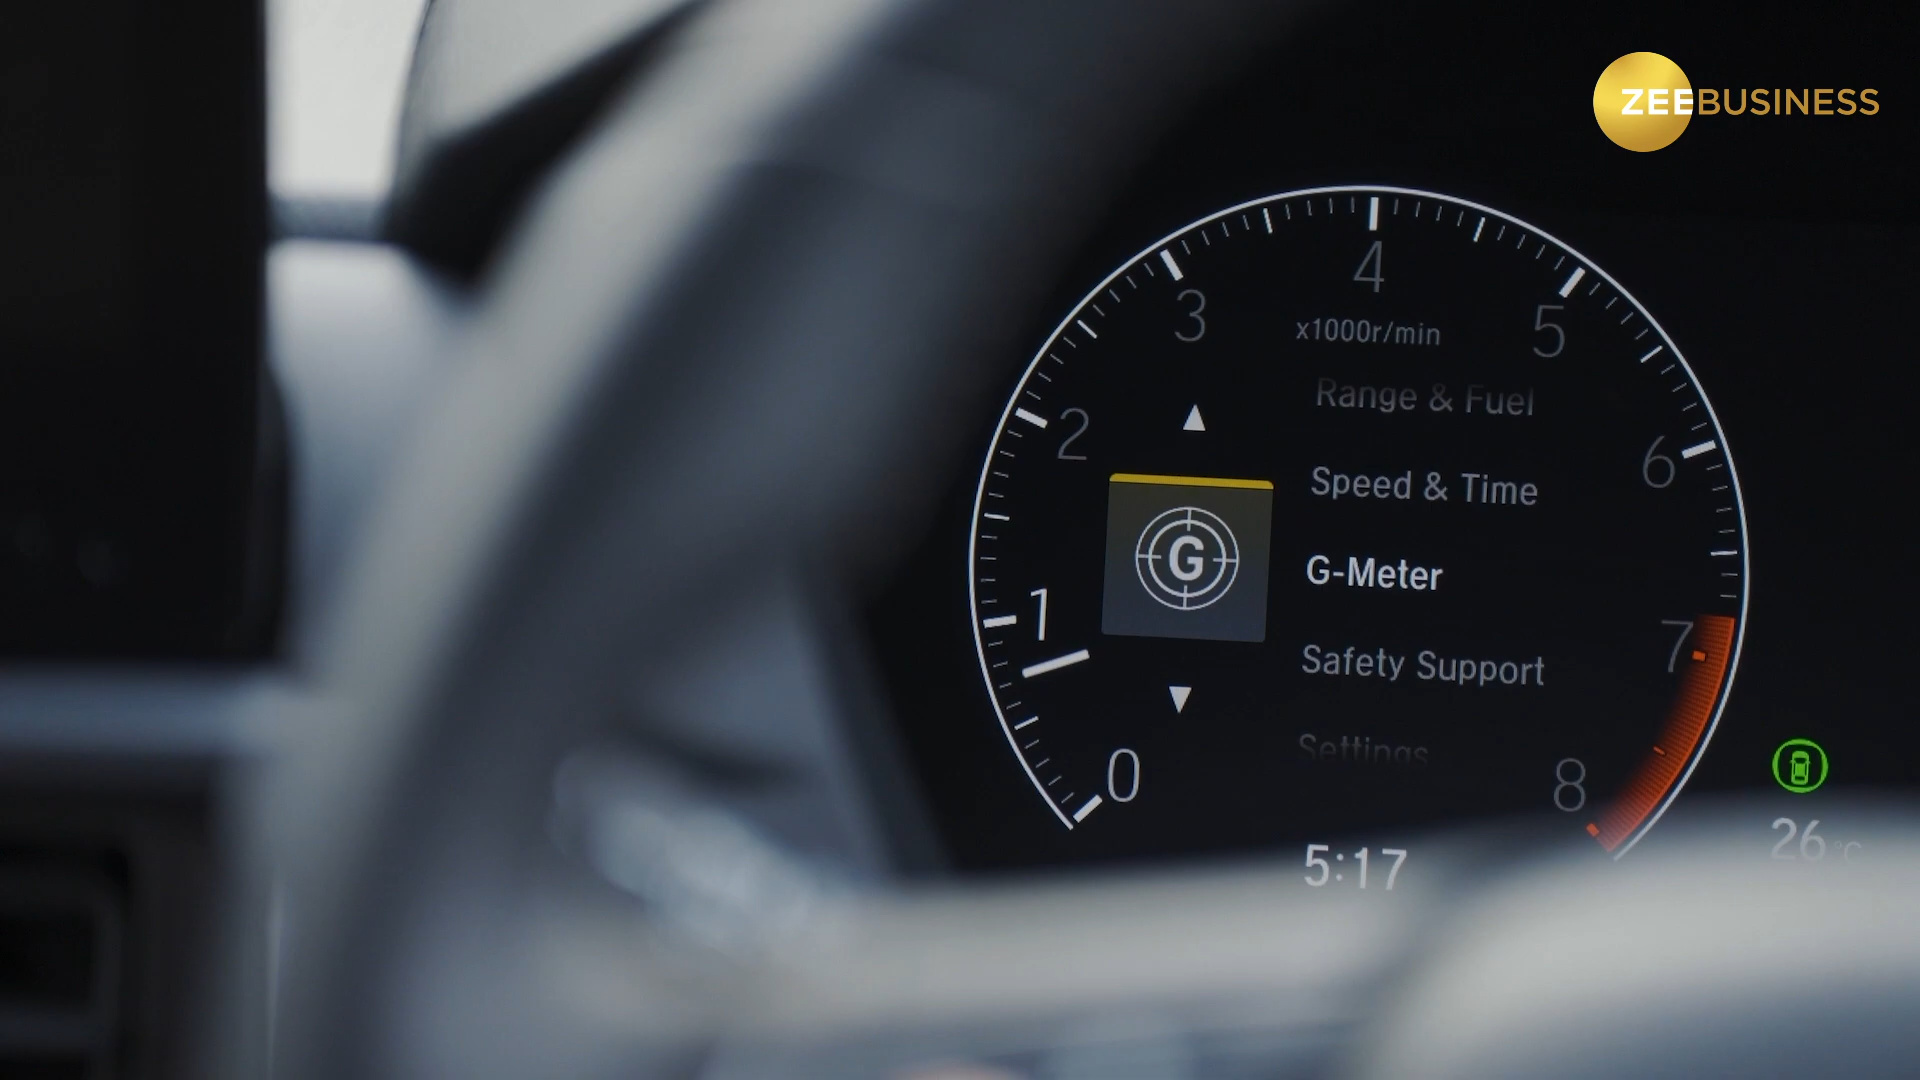 ZEEBUSINESS
4
3
5
x1000r/min
Range & Fuel
2
6
Speed & Time
G
G-Meter
1
7
Safety Support
Settings
0
8
26 °C
5:17